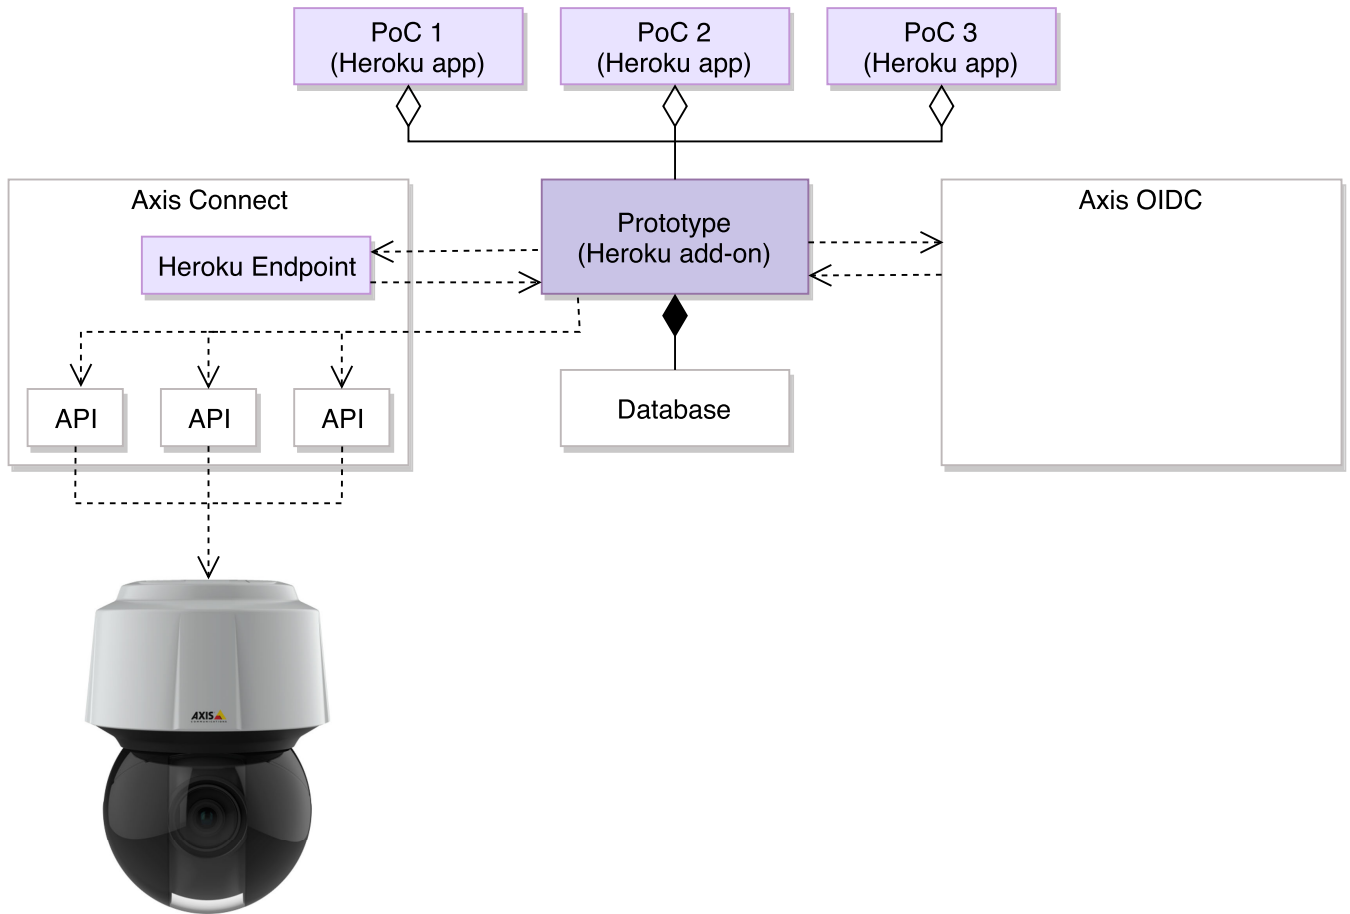 PoC 1
(Heroku app)
PoC 2
(Heroku app)
PoC 3
(Heroku app)
Axis Connect
Heroku Endpoint
Prototype
(Heroku add-on)
Axis OIDC
API
API
API
Database
AXIS
COMMUNICATIONS